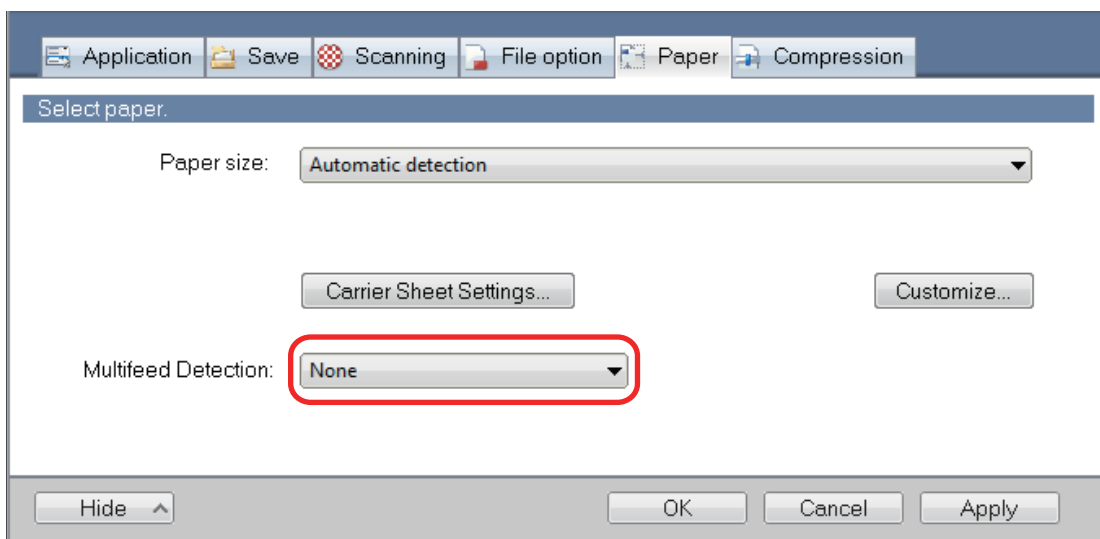 Application Save Scanning File option Paper Compression
Select paper.
Paper size: Automatic detection
Carrier Sheet Settings... Customize...
Multifeed Detection: None
Hide OK Cancel Apply